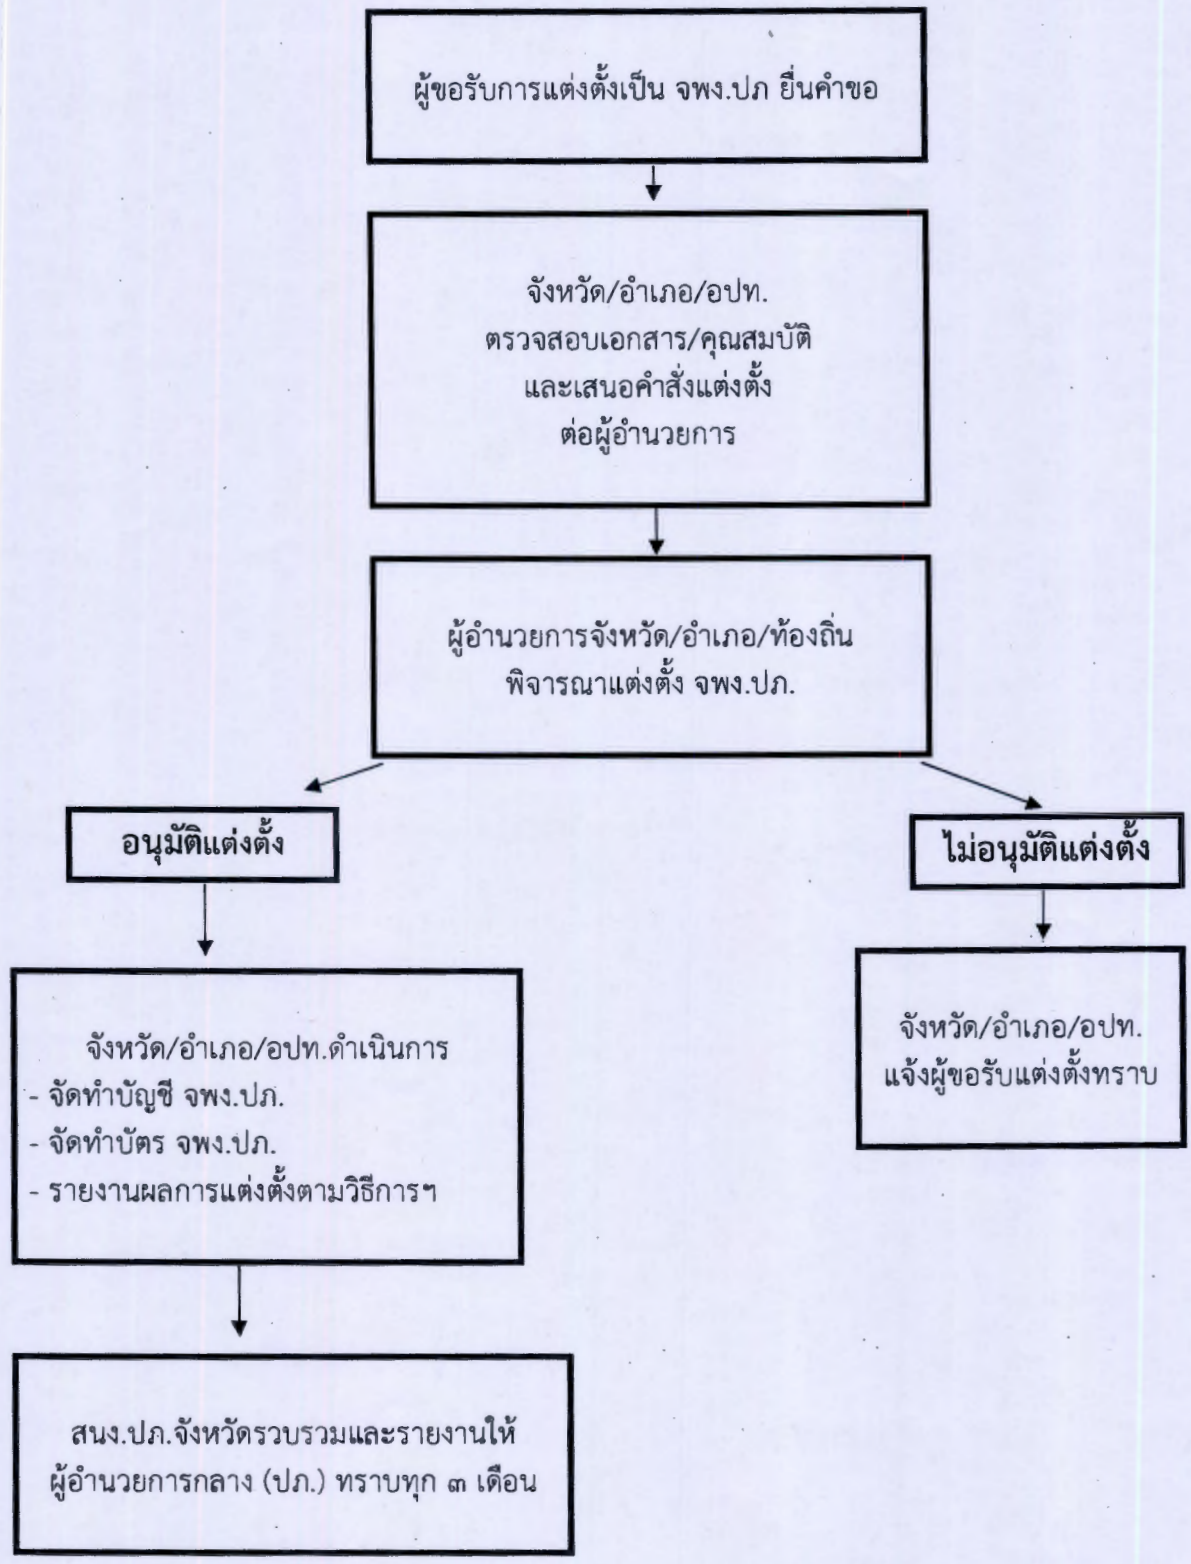 ผู้ขอรับการแต่งตั้งเป็น จพง.ปภ ยื่นคำขอ
จังหวัด/อำเภอ/อปท.
ตรวจสอบเอกสาร/คุณสมบัติ
และเสนอคำสั่งแต่งตั้ง
ต่อผู้อำนวยการ
ผู้อำนวยการจังหวัด/อำเภอ/ท้องถิ่น
พิจารณาแต่งตั้ง จพง.ปภ.
อนุมัติแต่งตั้ง
ไม่อนุมัติแต่งตั้ง
จังหวัด/อำเภอ/อปท.ดำเนินการ
- จัดทำบัญชี จพง.ปภ.
- จัดทำบัตร จพง.ปภ.
- รายงานผลการแต่งตั้งตามวิธีการฯ
จังหวัด/อำเภอ/อปท.
แจ้งผู้ขอรับแต่งตั้งทราบ
สนง.ปภ.จังหวัดรวบรวมและรายงานให้
ผู้อำนวยการกลาง (ปภ.) ทราบทุก ๓ เดือน